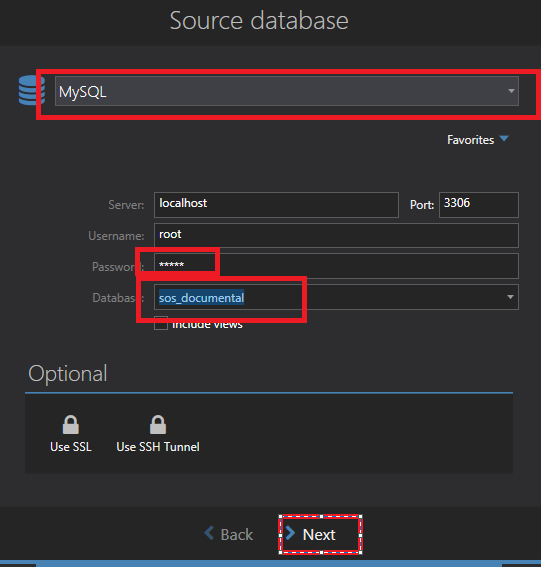 Source database
MySQL
Favorites
Server: localhost Port: 3306
Username: root
Password: *****
Database: sos_documental
Include views
Optional
Use SSL Use SSH Tunnel
Back Next